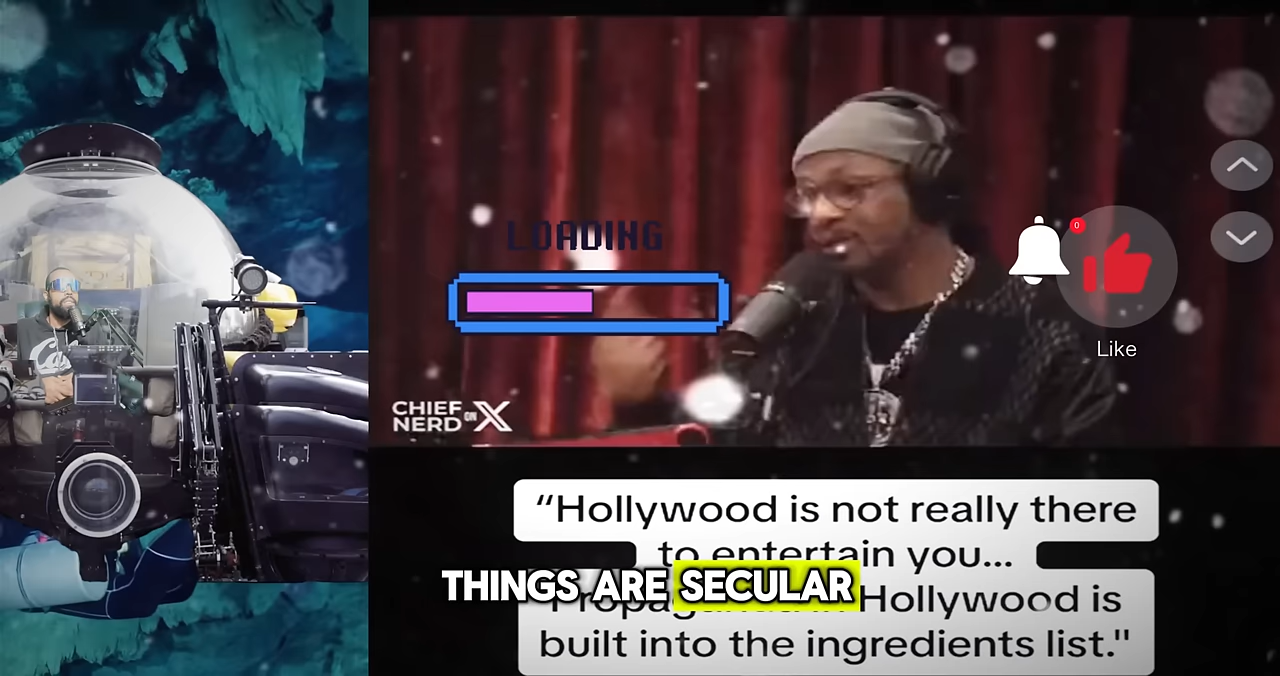 LOADING
0
Like
CHIEF
NERD ON X
“Hollywood is not really there
to entertain you...
THINGS ARE SECULAR
Hollywood is
built into the ingredients list."